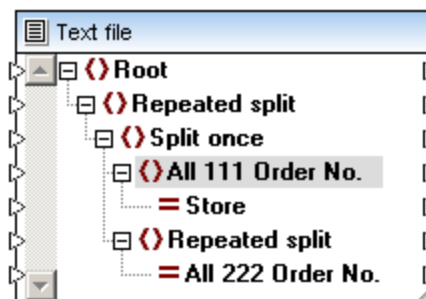 Text file
Root
Repeated split
Split once
All 111 Order No.
Store
Repeated split
All 222 Order No.